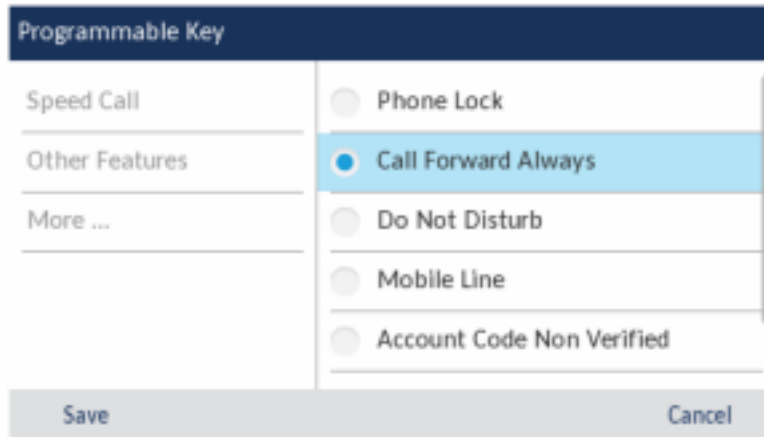 Programmable Key
Speed Call
Other Features
More ...
Phone Lock
Call Forward Always
Do Not Disturb
Mobile Line
Account Code Non Verified
Save
Cancel